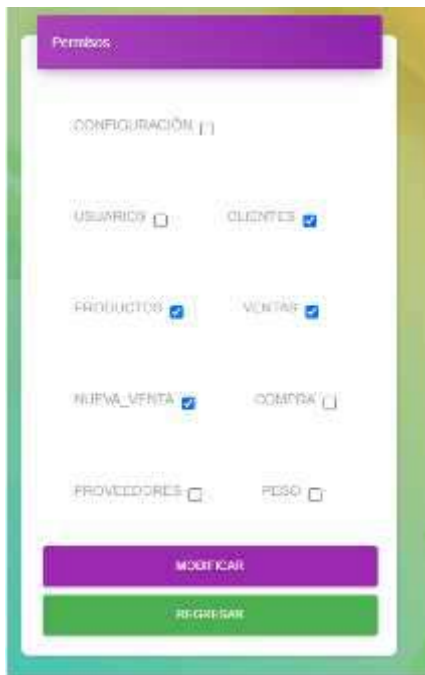 Permisos
CONFIGURACIÓN
USUARIOS CLIENTES
PRODUCTOS VENTAS
NUEVA_VENTA COMPRA
PROVEEDORES PESO
MODIFICAR
REGRESAR